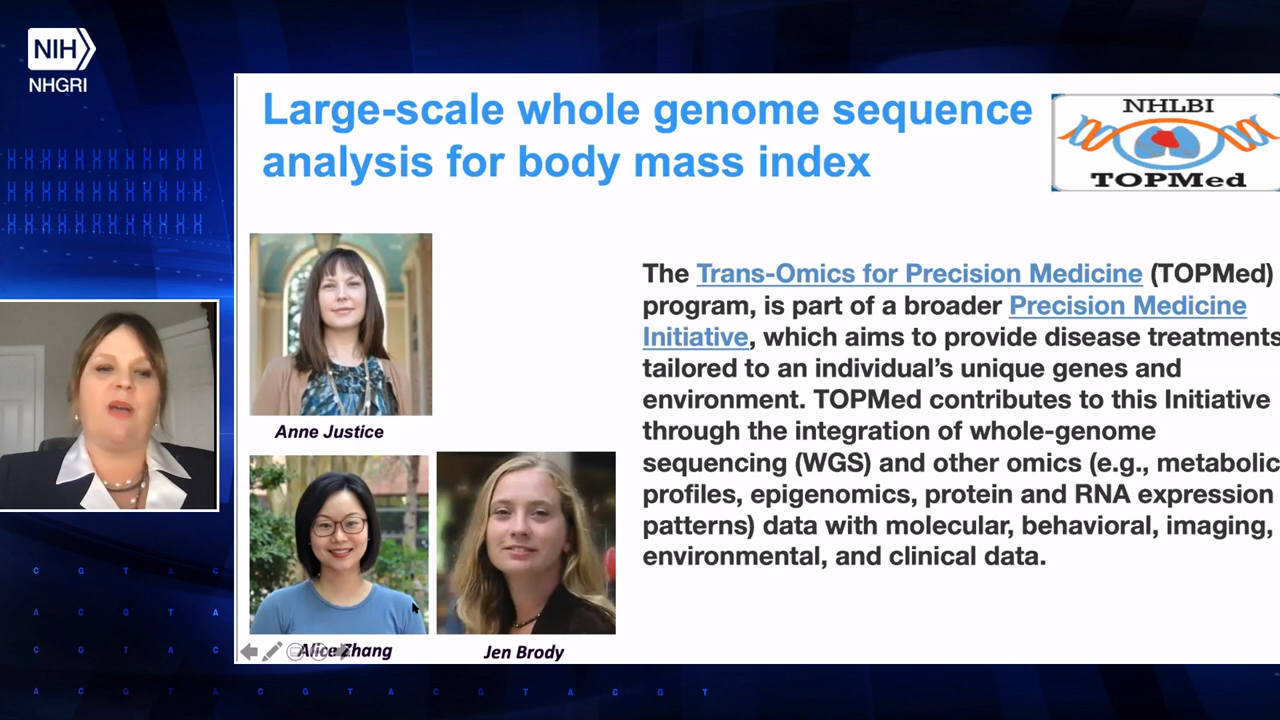 NIH
NHGRI
Large-scale whole genome sequence
analysis for body mass index
NHLBI
TOPMed
The Trans-Omics for Precision Medicine (TOPMed)
program, is part of a broader Precision Medicine
Initiative, which aims to provide disease treatments
tailored to an individual’s unique genes and
environment. TOPMed contributes to this Initiative
through the integration of whole-genome
sequencing (WGS) and other omics (e.g., metabolic
profiles, epigenomics, protein and RNA expression
patterns) data with molecular, behavioral, imaging,
environmental, and clinical data.
Anne Justice
Alice Zhang
Jen Brody
C G T A C
A C G T A
C G T A C
A C G T A C G T A C G T A C G T